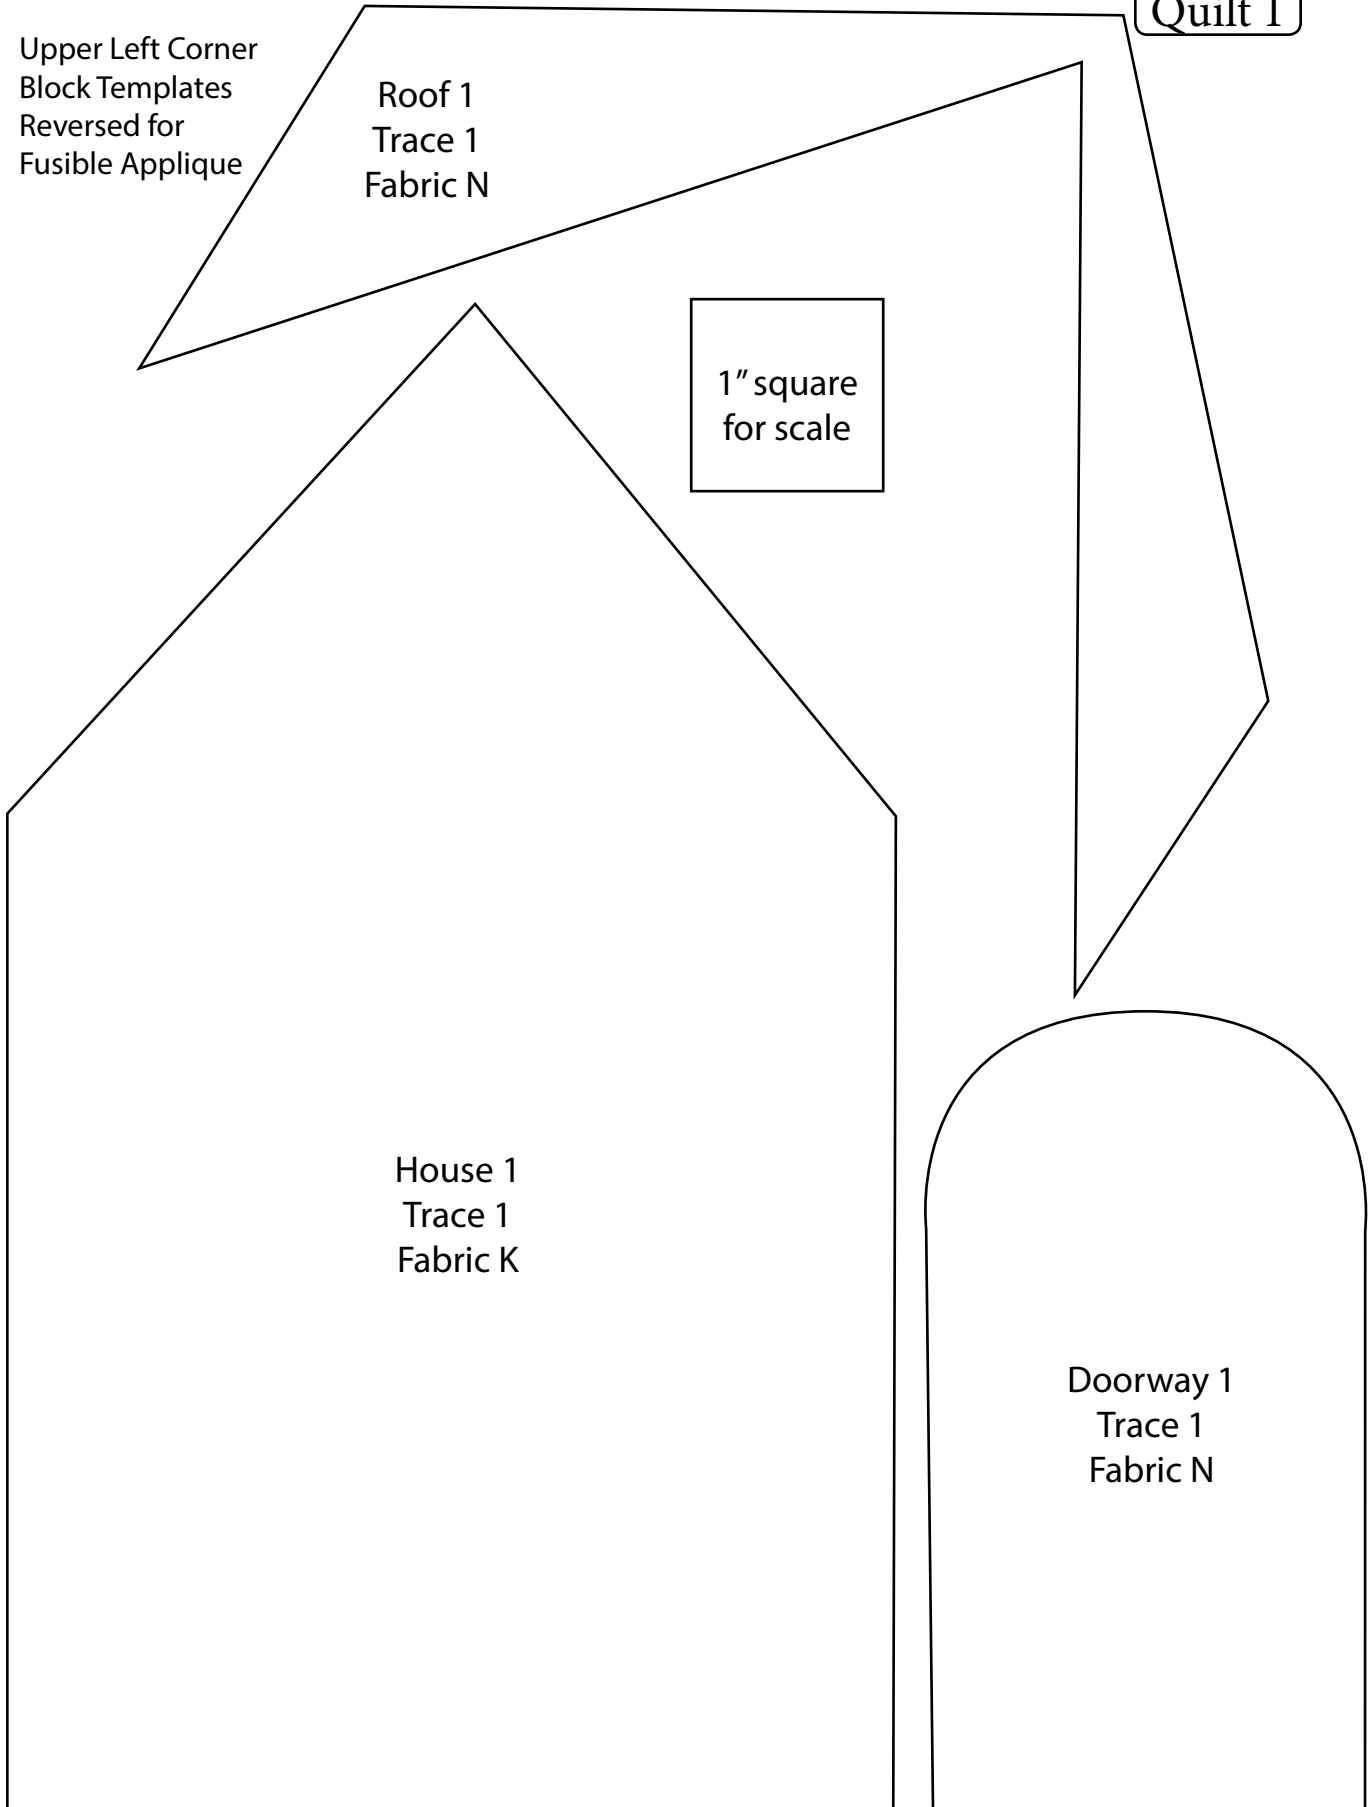 Quilt 1
Upper Left Corner
Block Templates
Reversed for
Fusible Applique
Roof 1
Trace 1
Fabric N
1" square
for scale
House 1
Trace 1
Fabric K
Doorway 1
Trace 1
Fabric N